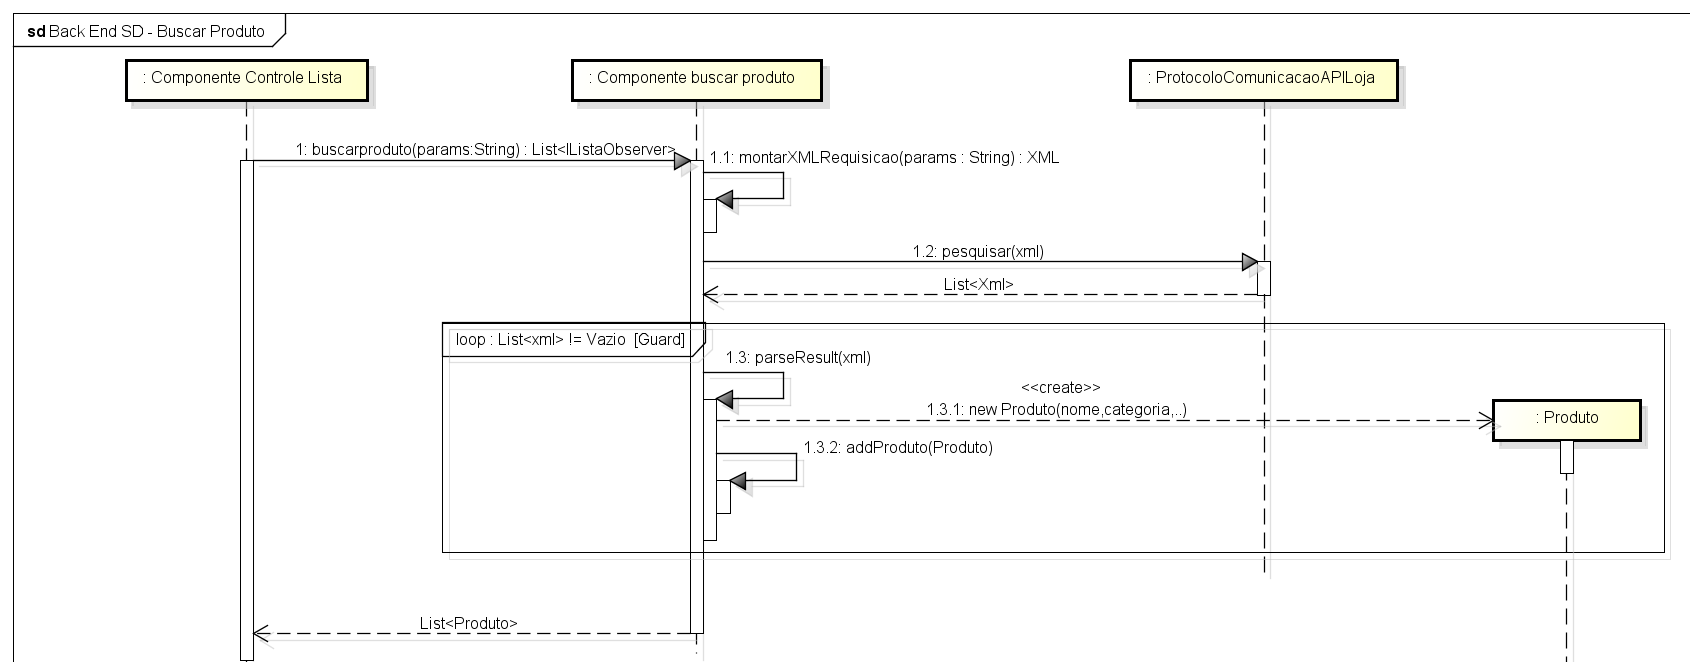 sd Back End SD - Buscar Produto
: Componente Controle Lista
: Componente buscar produto
: ProtocoloComunicacaoAPILoja
1: buscarproduto(params:String) : List<IListaObserver>
1.1: montarXMLRequisicao(params : String) : XML
1.2: pesquisar(xml)
List<Xml>
loop : List<xml> != Vazio [Guard]
1.3: parseResult(xml)
<<create>>
1.3.1: new Produto(nome,categoria,..)
: Produto
1.3.2: addProduto(Produto)
List<Produto>